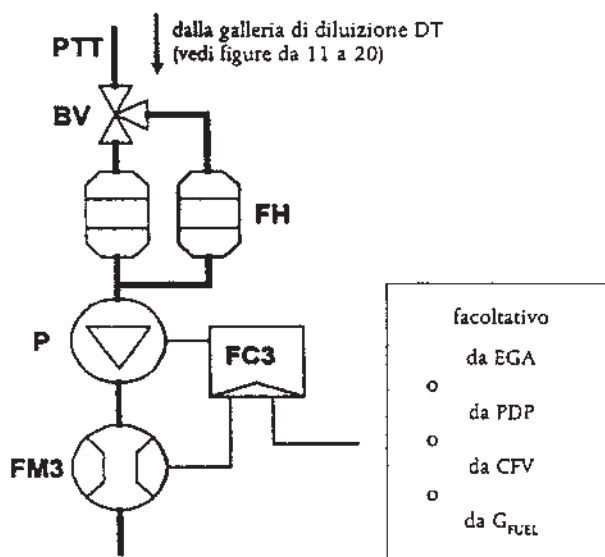 dalla galleria di diluizione DT
(vedi figure da 11 a 20)
PTT
BV
FH
P
FC3
FM3
facoltativo
da EGA
o
da PDP
o
da CFV
o
da G_FUEL